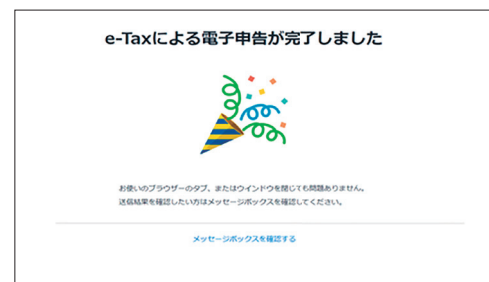 e-Taxによる電子申告が完了しました
お使いのブラウザーのタブ、またはウインドウを閉じても問題ありません。
送信結果を確認したい方はメッセージボックスを確認してください。
メッセージボックスを確認する